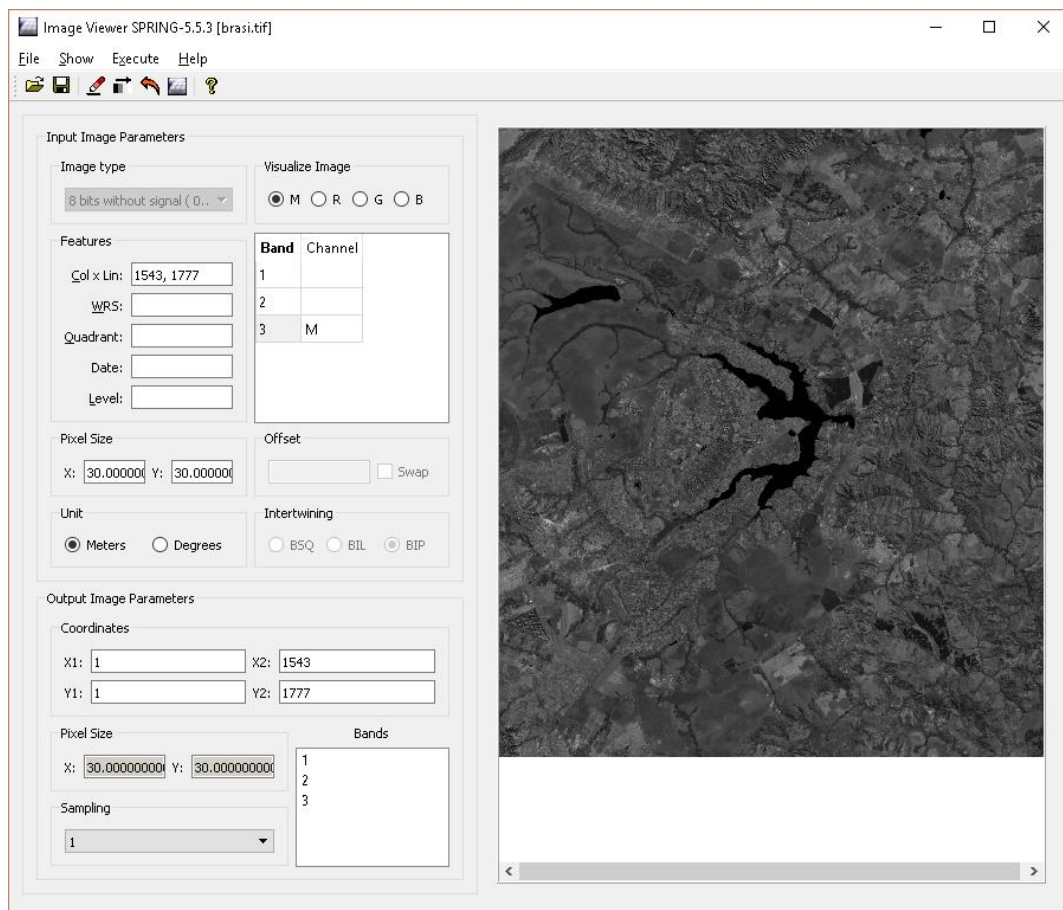 Image Viewer SPRING-5.5.3 [brasi.tif]
File Show Execute Help
Input Image Parameters
Image type
8 bits without signal ( 0..
Visualize Image
M R G B
Features
Col x Lin: 1543, 1777
WRS:
Quadrant:
Date:
Level:
Band Channel
1
2
3 M
Pixel Size
X: 30.000000 Y: 30.000000
Offset
Swap
Unit
Meters Degrees
Intertwining
BSQ BIL BIP
Output Image Parameters
Coordinates
X1: 1 X2: 1543
Y1: 1 Y2: 1777
Pixel Size
X: 30.00000000 Y: 30.00000000
Bands
1
2
3
Sampling
1